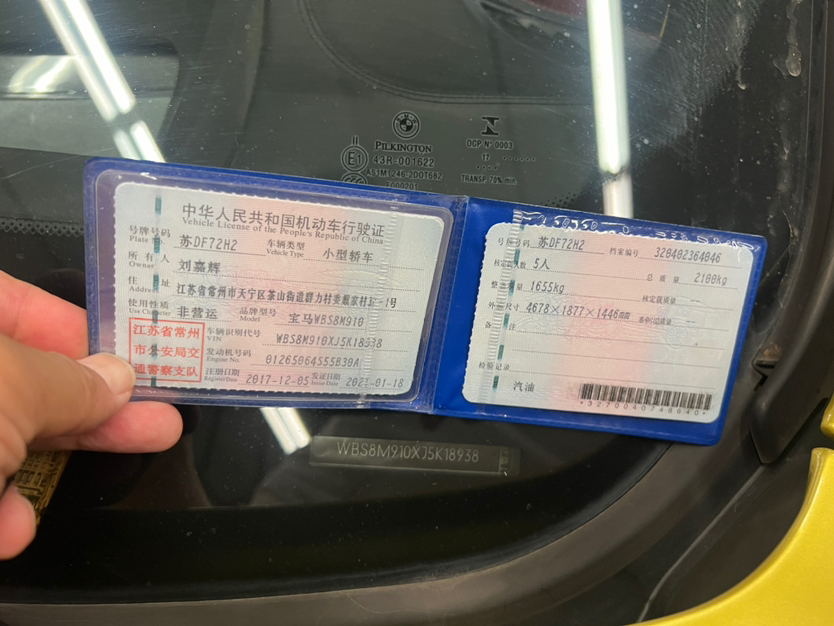 PILKINGTON
E1
43R-001622
OCP Nº 0003
17
TRANSP. 70% min
中华人民共和国机动车行驶证
Vehicle License of the People's Republic of China
号牌号码 苏DF72H2 车辆类型 小型轿车
Plate Vehicle Type
所有人 刘嘉辉
Owner
住址 江苏省常州市天宁区茶山街道群力村
Address
使用性质 非营运 品牌型号 宝马WBS8M910
Use Character Model
江苏省常州
市公安局交
通警察支队
车辆识别代号 WBS8M910XJ5K18938
VIN
发动机号码
Engine No.
注册日期 2017-12-05 发证日期
Register Date Issue Date
号牌号码 苏DF72H2 档案编号 320402364046
核定载人数 5人 总质量 2100kg
整备质量 1655kg 核定载质量 --
外廓尺寸 4678×1877×1446mm --
备注
检验记录
汽油
WBS8M910XJ5K18938